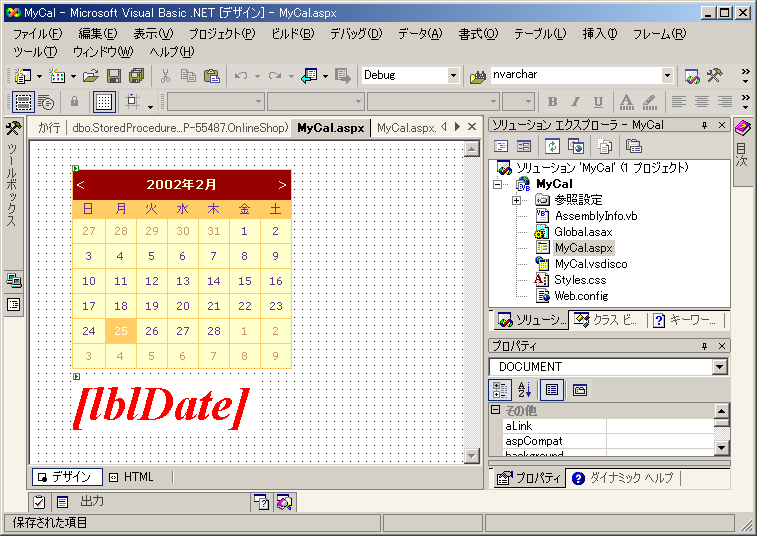 MyCal - Microsoft Visual Basic .NET [デザイン] - MyCal.aspx
ファイル(F) 編集(E) 表示(V) プロジェクト(P) ビルド(B) デバッグ(D) データ(A) 書式(O) テーブル(L) 挿入(I) フレーム(R)
ツール(T) ウィンドウ(W) ヘルプ(H)
Debug nvarchar
B I U A
か行 dbo.StoredProcedure...P-55487.OnlineShop) MyCal.aspx MyCal.aspx.
ツールボックス
< 2002年2月 >
日 月 火 水 木 金 土
27 28 29 30 31 1 2
3 4 5 6 7 8 9
10 11 12 13 14 15 16
17 18 19 20 21 22 23
24 25 26 27 28 1 2
3 4 5 6 7 8 9
[lblDate]
デザイン HTML
出力
保存された項目
ソリューション エクスプローラ - MyCal
ソリューション 'MyCal' (1 プロジェクト)
MyCal
参照設定
AssemblyInfo.vb
Global.asax
MyCal.aspx
MyCal.vsdisco
Styles.css
Web.config
ソリューシ... クラス ビ... キーワー...
プロパティ
DOCUMENT
その他
aLink
aspCompat
background
プロパティ ダイナミック ヘルプ
目次